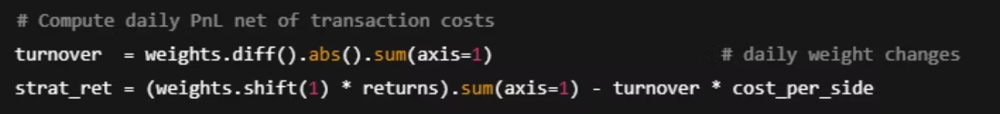 # Compute daily PnL net of transaction costs
turnover  = weights.diff().abs().sum(axis=1)                    # daily weight changes
strat_ret = (weights.shift(1) * returns).sum(axis=1) - turnover * cost_per_side